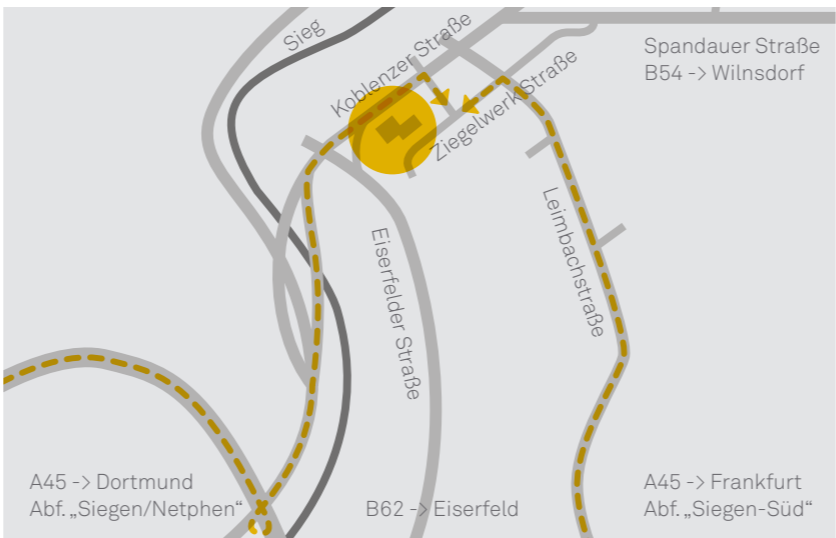 Sieg
Koblenzer Straße
Spandauer Straße
B54 -> Wilnsdorf
ZiegelwerkStraße
Leimbachstraße
Eiserfelder Straße
A45 -> Dortmund
Abf. „Siegen/Netphen“
B62 -> Eiserfeld
A45 -> Frankfurt
Abf. „Siegen-Süd“